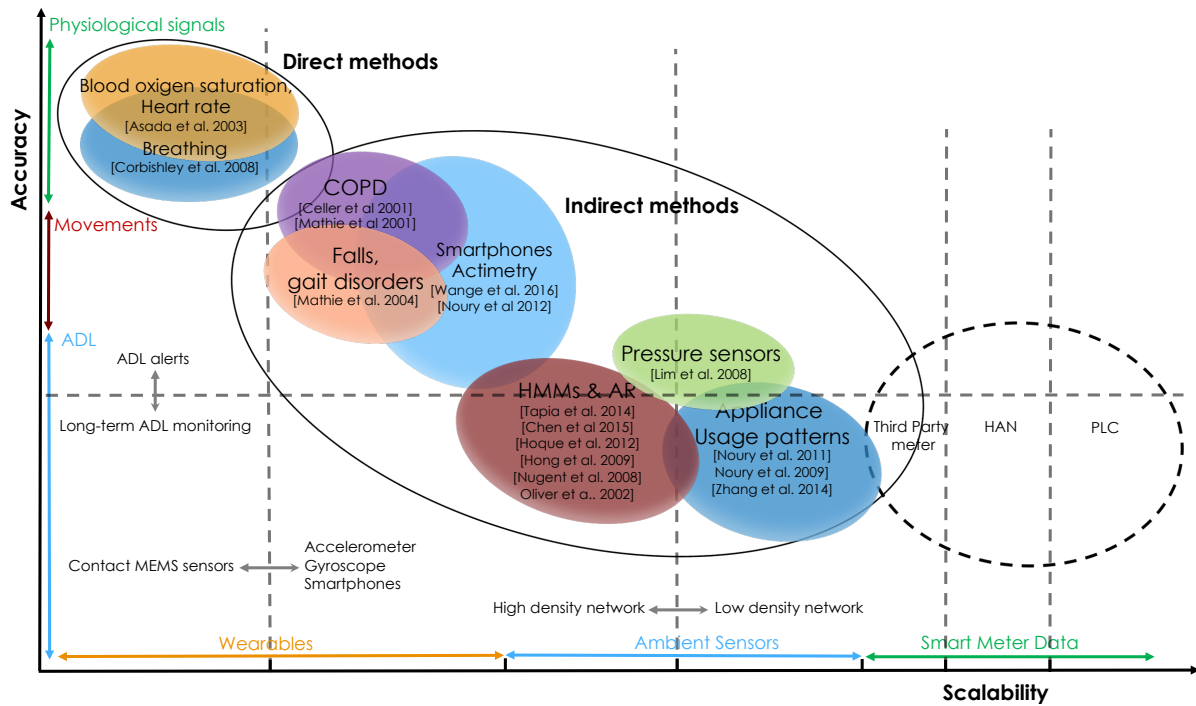 Physiological signals
Direct methods
Blood oxigen saturation,
Heart rate
[Asada et al. 2003]
Breathing
[Corbishley et al. 2008]
Accuracy
COPD
[Celler et al 2001]
[Mathie et al 2001]
Indirect methods
Movements
Falls,
gait disorders
[Mathie et al. 2004]
Smartphones
Actimetry
[Wange et al. 2016]
[Noury et al 2012]
ADL
ADL alerts
Long-term ADL monitoring
Pressure sensors
[Lim et al. 2008]
HMMs & AR
[Tapia et al. 2014]
[Chen et al 2015]
[Hoque et al. 2012]
[Hong et al. 2009]
[Nugent et al. 2008]
Oliver et a.. 2002]
Appliance
Usage patterns
[Noury et al. 2011]
Noury et al. 2009]
[Zhang et al. 2014]
Third Party
meter
HAN
PLC
Contact MEMS sensors
Accelerometer
Gyroscope
Smartphones
High density network
Low density network
Wearables
Ambient Sensors
Smart Meter Data
Scalability